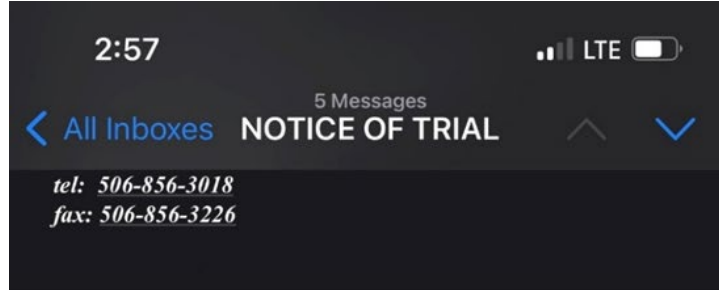 2:57 LTE
5 Messages
All Inboxes NOTICE OF TRIAL
tel: 506-856-3018
fax: 506-856-3226